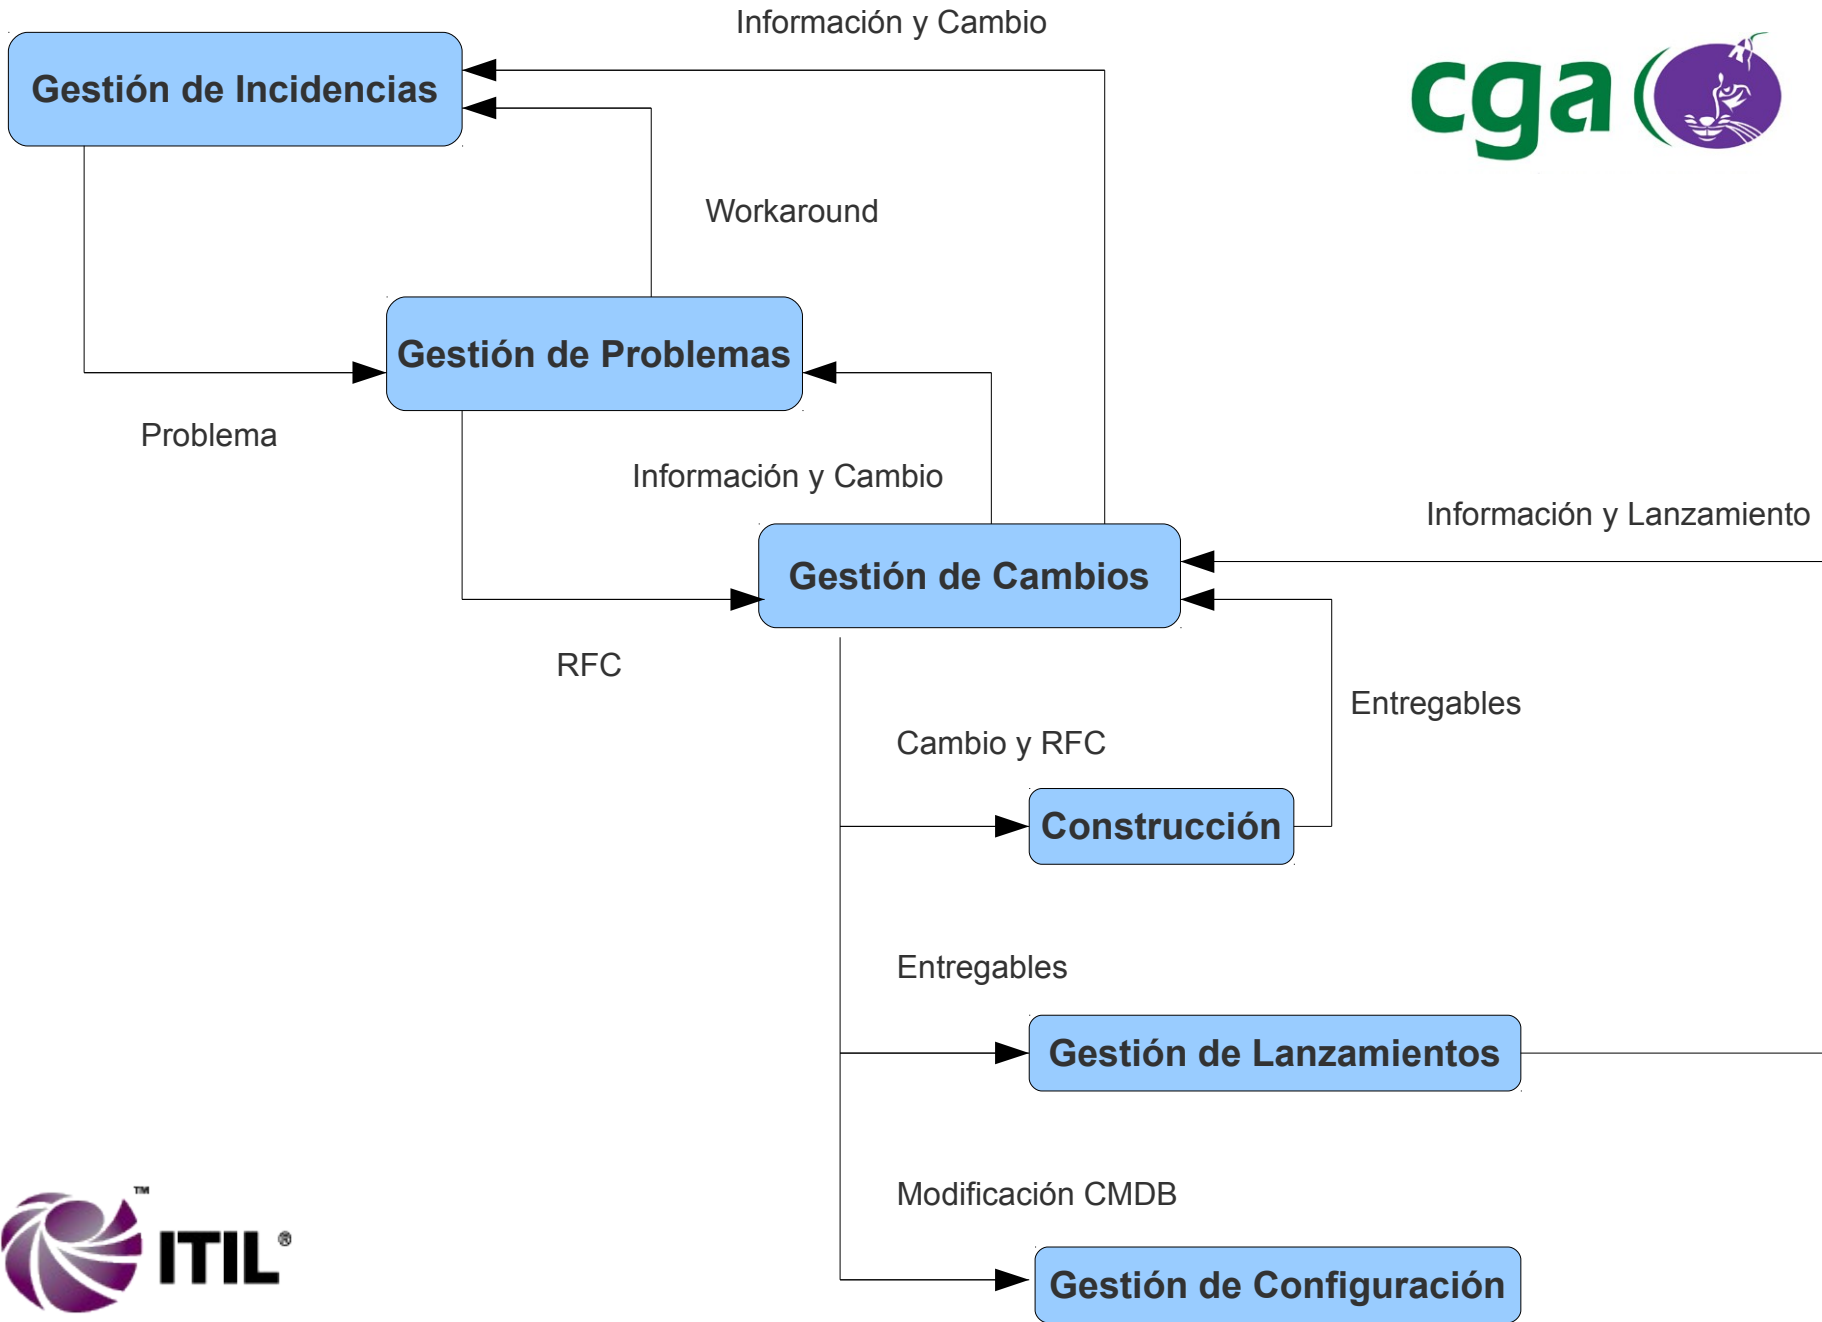 Información y Cambio
Gestión de Incidencias
cga
Workaround
Gestión de Problemas
Problema
Información y Cambio
Información y Lanzamiento
Gestión de Cambios
RFC
Entregables
Cambio y RFC
Construcción
Entregables
Gestión de Lanzamientos
Modificación CMDB
ITIL®
™
Gestión de Configuración